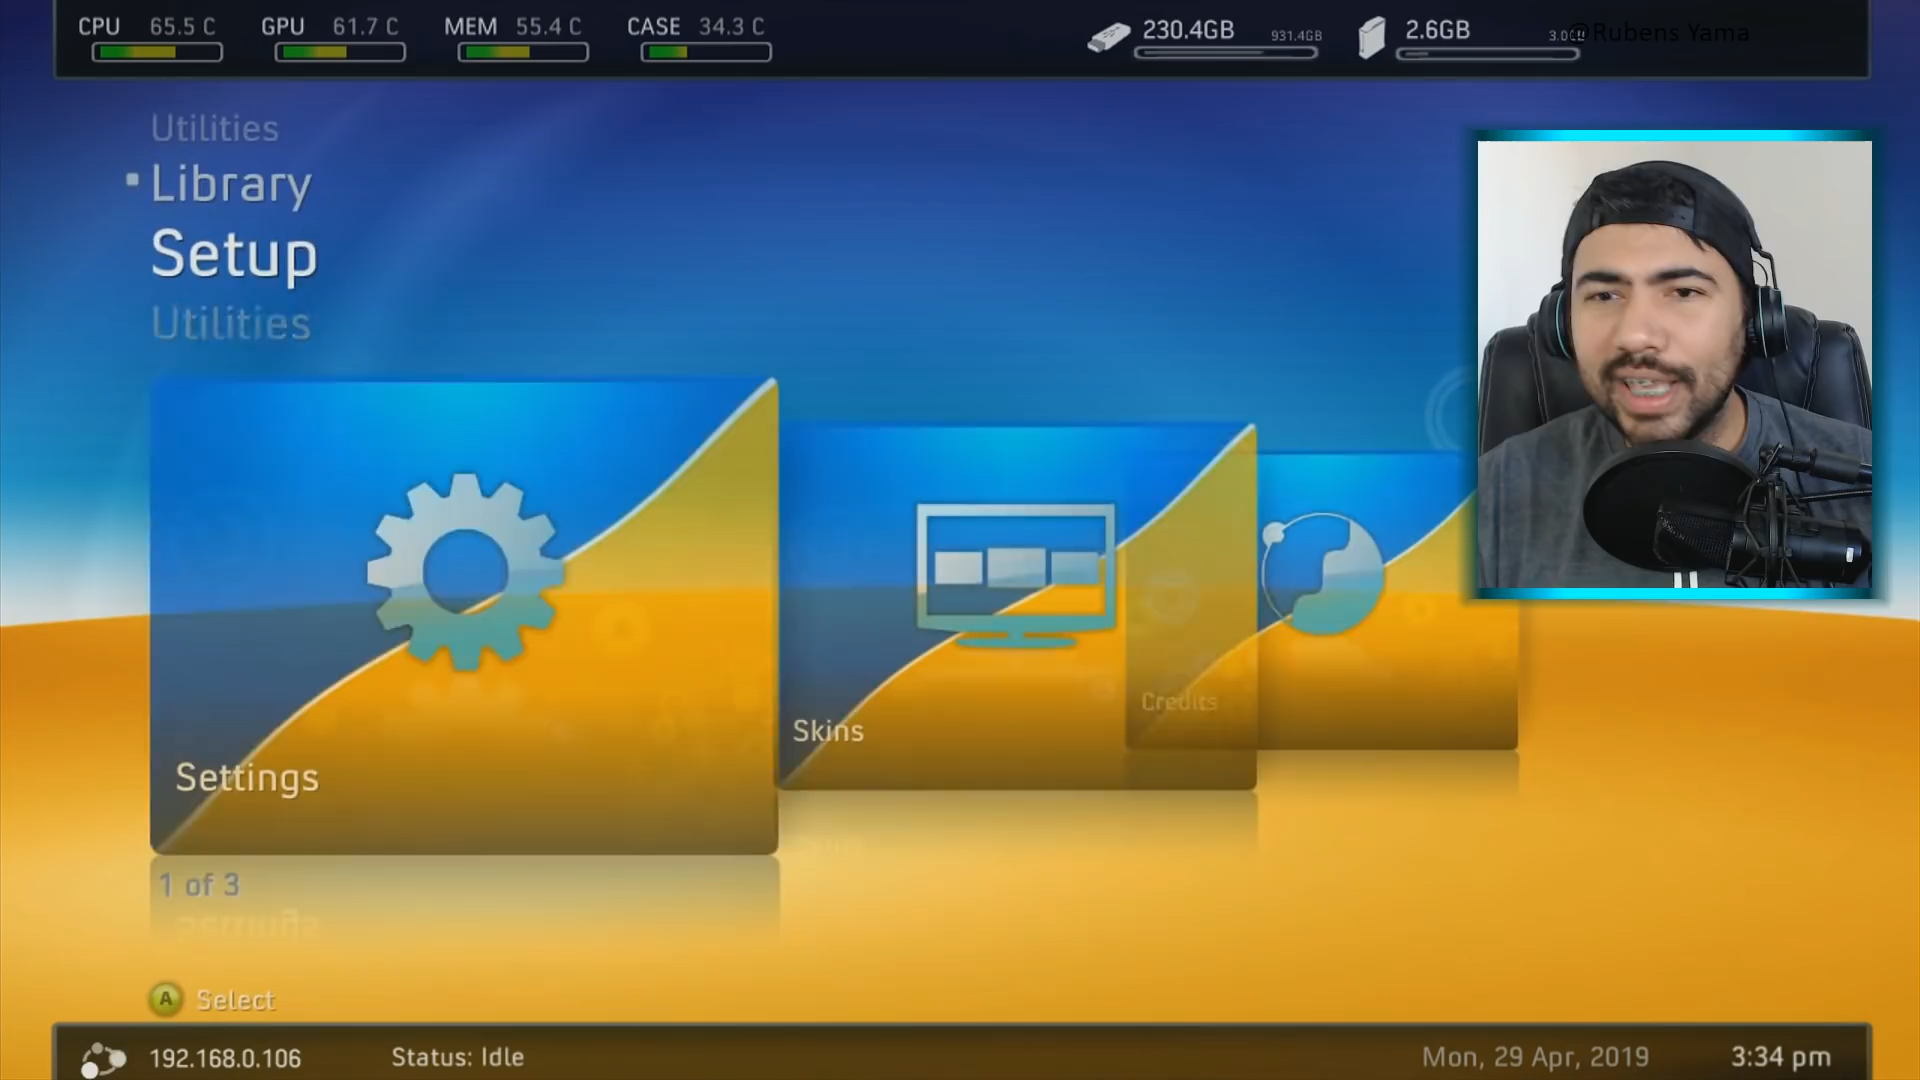 CPU 65.5 C GPU 61.7 C MEM 55.4 C CASE 34.3 C 230.4GB 931.4GB 2.6GB
@Rubens Yama
Utilities
Library
Setup
Utilities
Settings
Skins
Credits
1 of 3
A Select
192.168.0.106 Status: Idle Mon, 29 Apr, 2019 3:34 pm